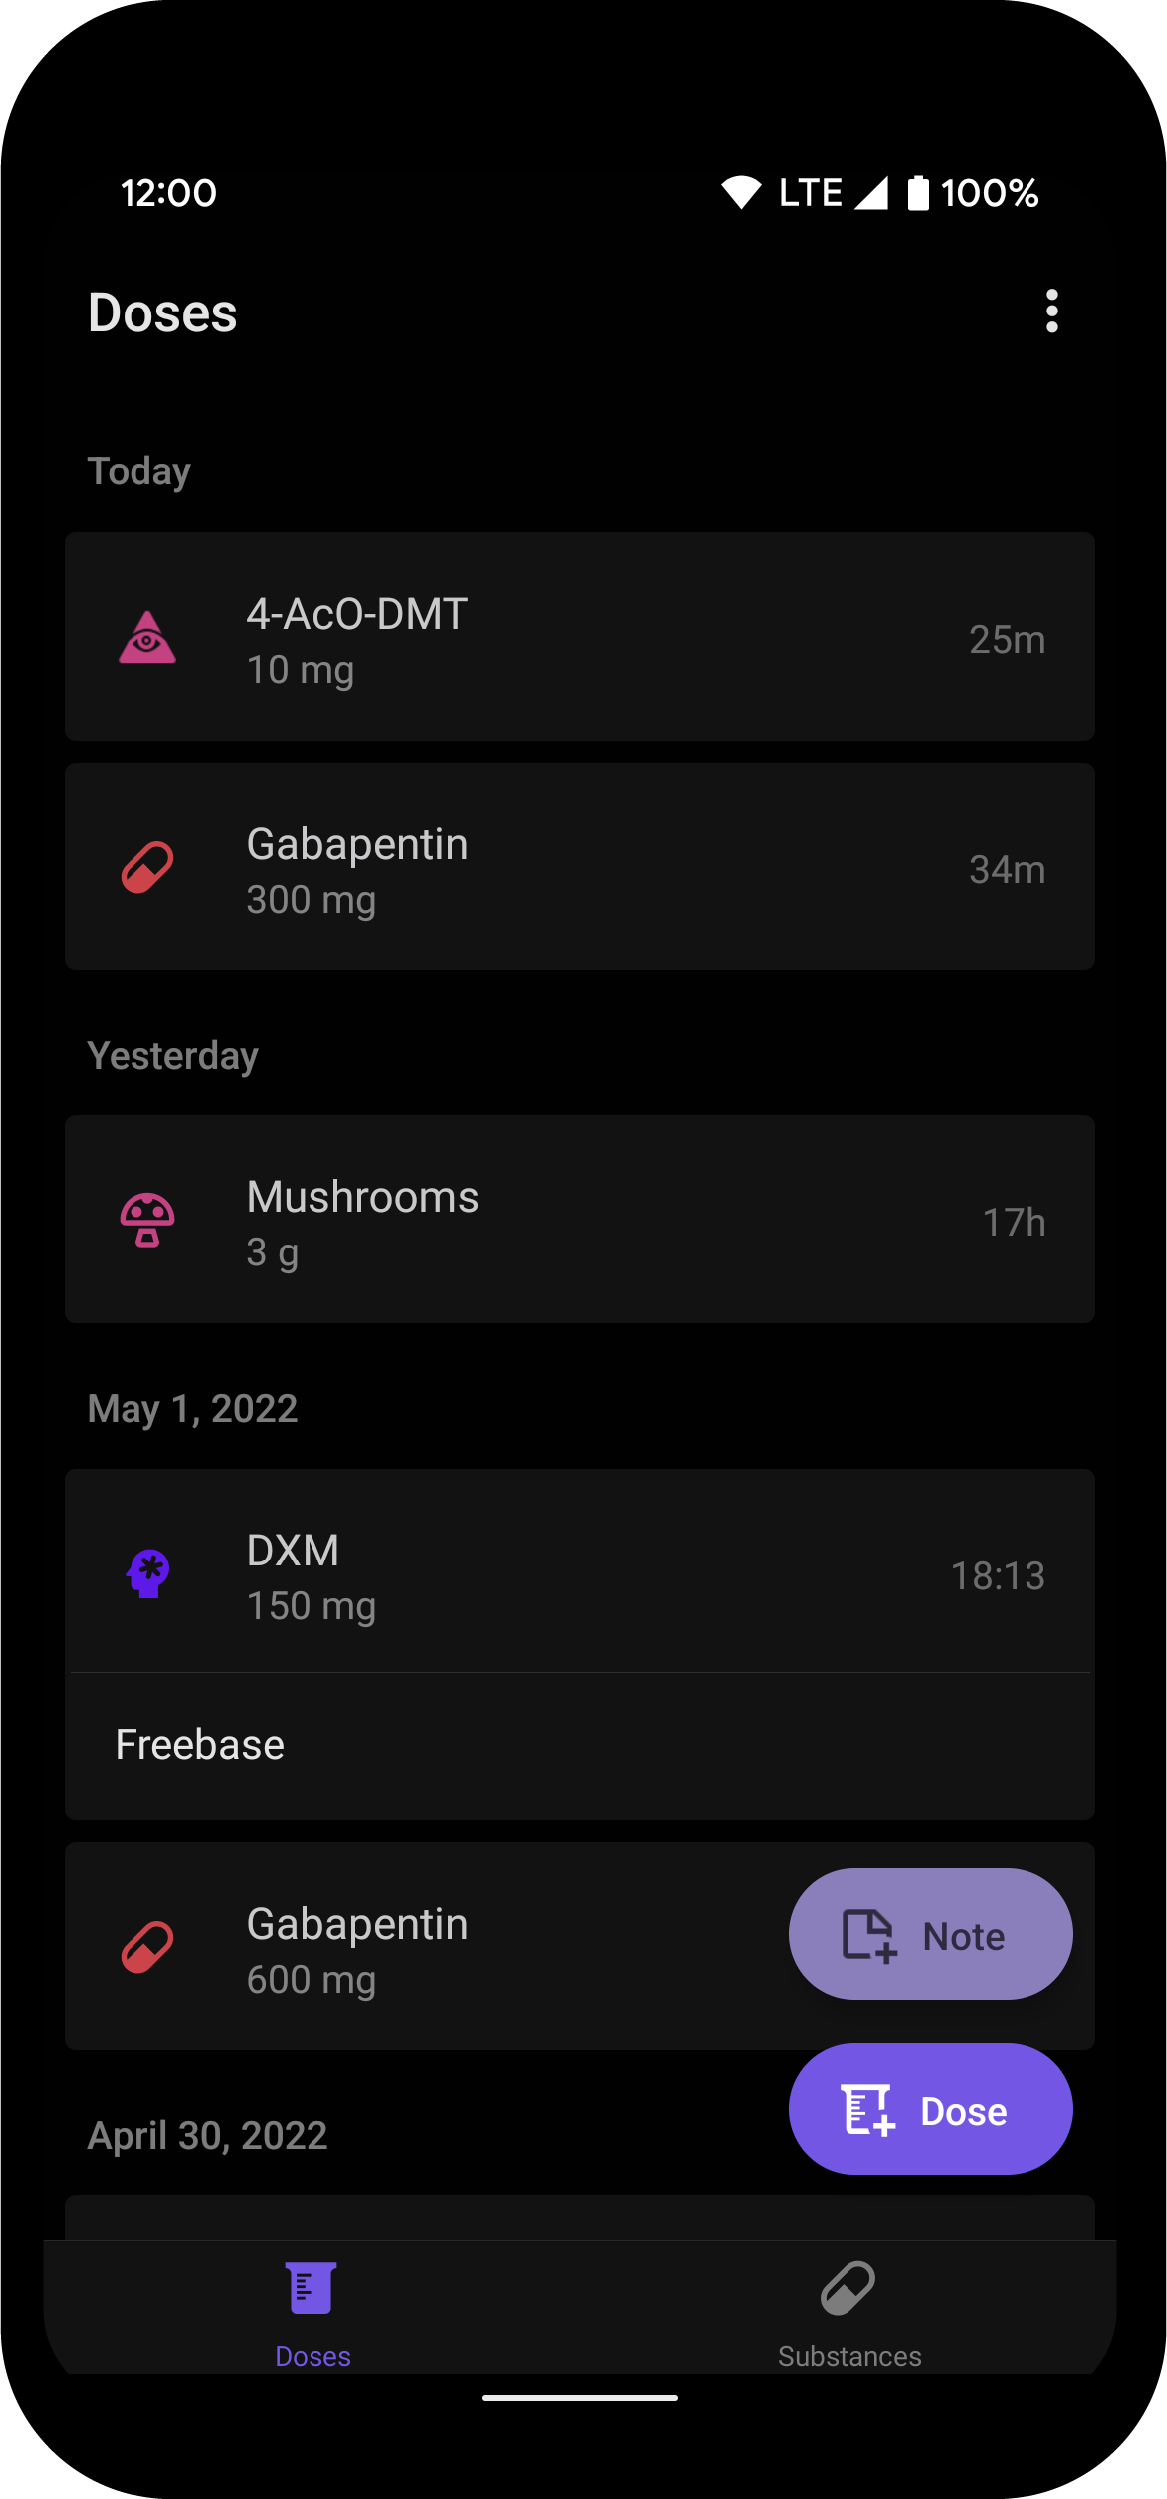 12:00 LTE 100%
Doses
Today
4-AcO-DMT
10 mg
25m
Gabapentin
300 mg
34m
Yesterday
Mushrooms
3 g
17h
May 1, 2022
DXM
150 mg
18:13
Freebase
Gabapentin
600 mg
Note
Dose
April 30, 2022
Doses
Substances